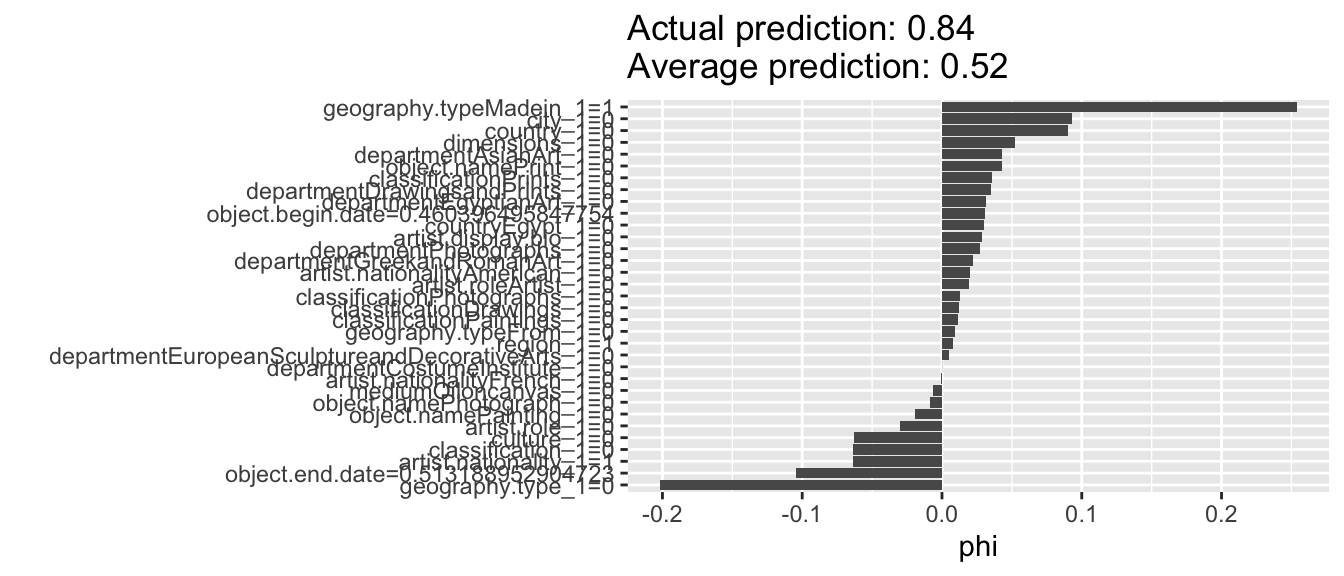 Actual prediction: 0.84
Average prediction: 0.52
geography.typeMadein_1=1
city_1=0
country_1=0
dimensions_1=0
departmentAsianArt_1=0
object.namePrint_1=0
classificationPrints_1=0
departmentDrawingsandPrints_1=0
departmentEgyptianArt_1=0
object.begin.date=0.460396495847754
countryEgypt_1=0
artist.display.bio_1=0
departmentPhotographs_1=0
departmentGreekandRomanArt_1=0
artist.nationalityAmerican_1=0
artist.roleArtist_1=0
classificationPhotographs_1=0
classificationDrawings_1=0
classificationPaintings_1=0
geography.typeFrom_1=0
region_1=1
departmentEuropeanSculptureandDecorativeArts_1=0
departmentCostumeInstitute_1=0
artist.nationalityFrench_1=0
mediumOiloncanvas_1=0
object.namePhotograph_1=0
object.namePainting_1=0
artist.role_1=0
culture_1=0
classification_1=0
artist.nationality_1=1
object.end.date=0.513188952904723
geography.type_1=0
-0.2 -0.1 0.0 0.1 0.2
phi